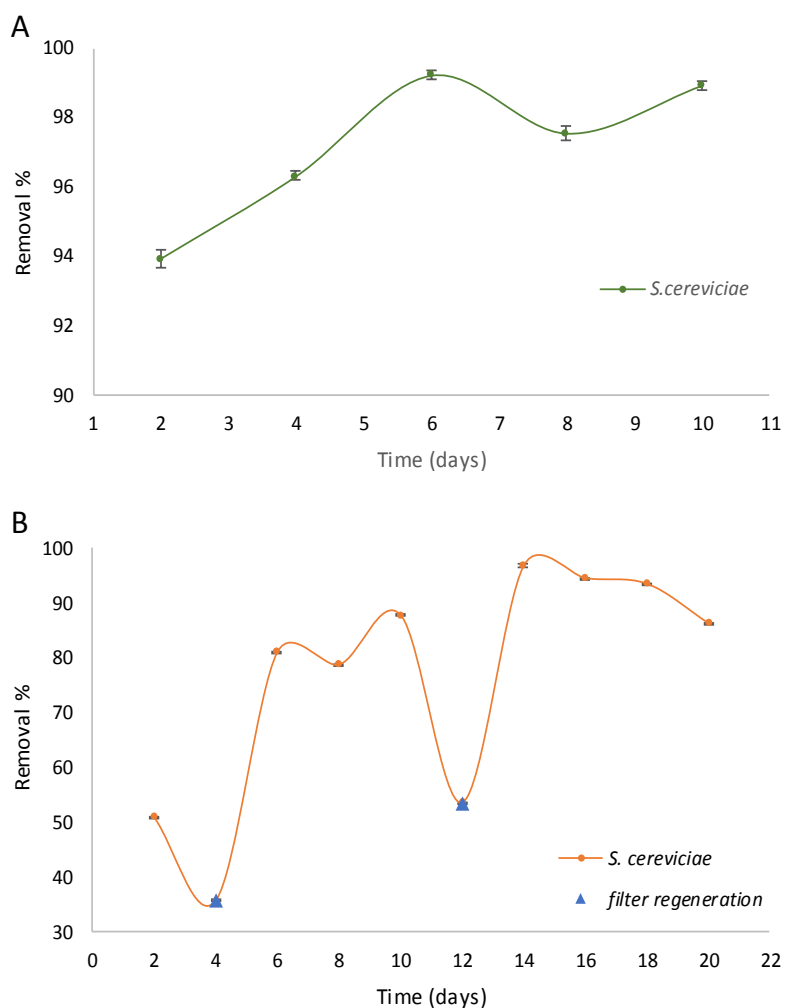 A
100
98
96
94
92
90
Removal %
S.cereviciae
1 2 3 4 5 6 7 8 9 10 11
Time (days)
B
100
90
80
70
60
50
40
30
Removal %
S. cereviciae
filter regeneration
0 2 4 6 8 10 12 14 16 18 20 22
Time (days)